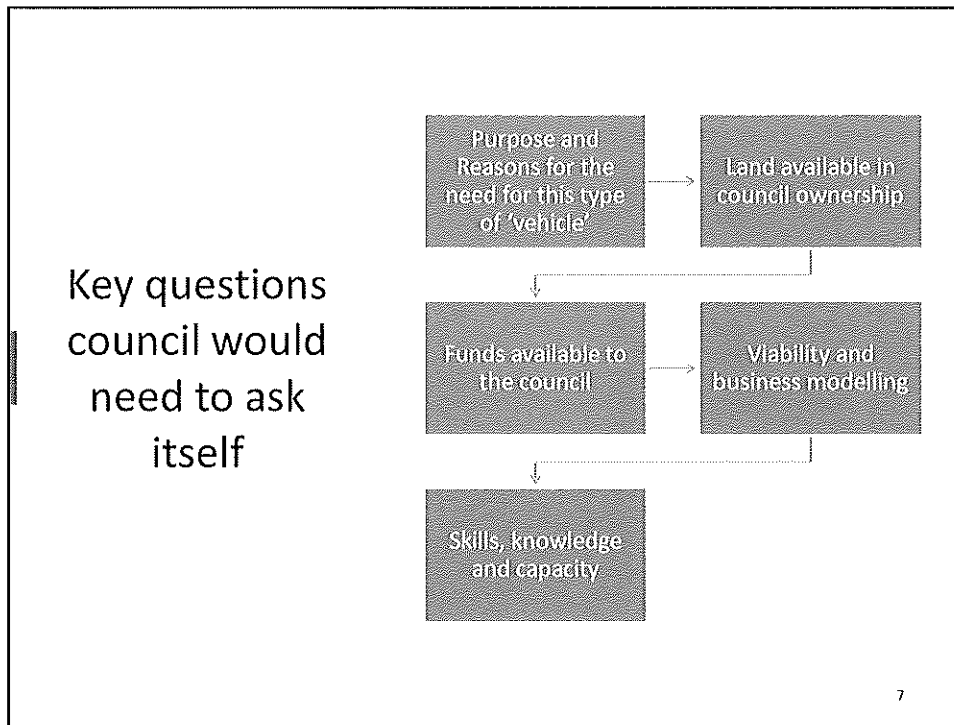 Key questions
council would
need to ask
itself
Purpose and
Reasons for the
need for this type
of ‘vehicle’
Land available in
council ownership
Funds available to
the council
Viability and
business modelling
Skills, knowledge
and capacity
7